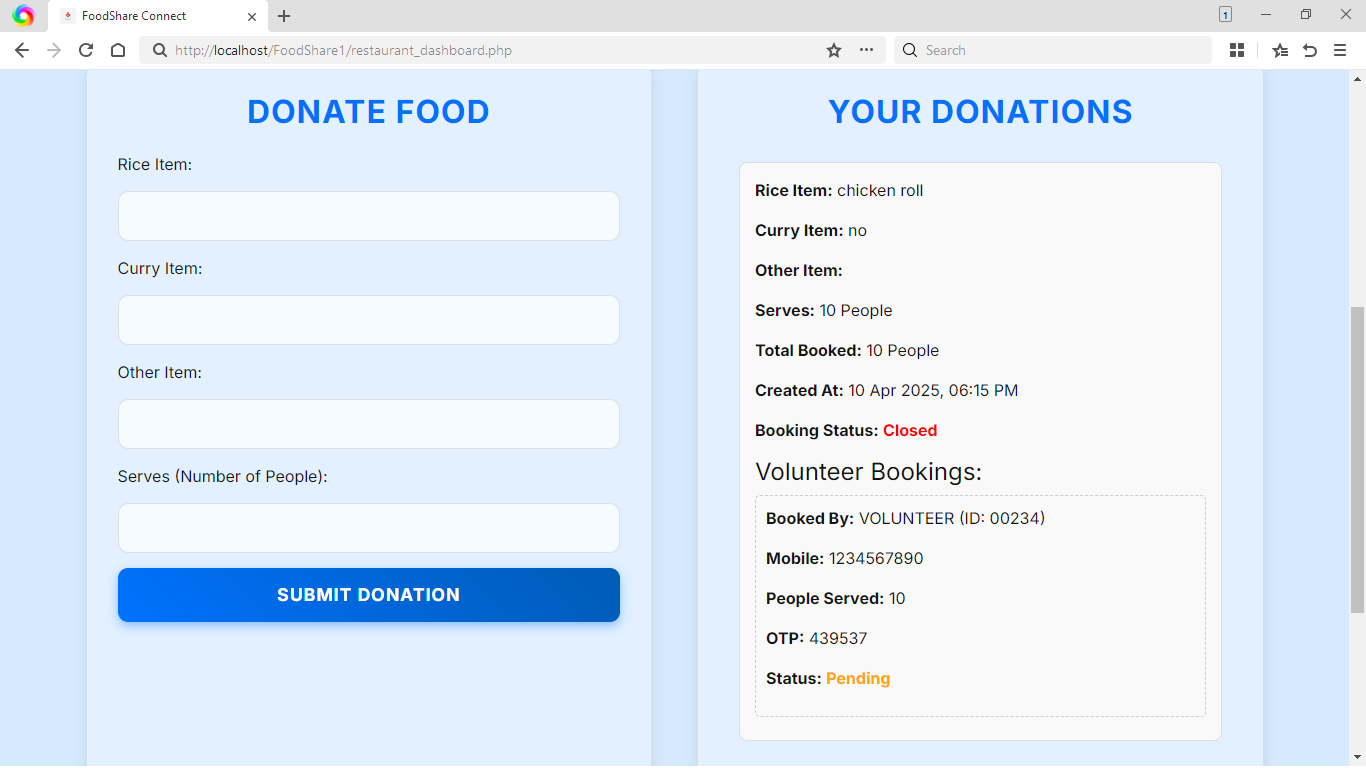 FoodShare Connect
1
http://localhost/FoodShare1/restaurant_dashboard.php
Search
DONATE FOOD
Rice Item:
Curry Item:
Other Item:
Serves (Number of People):
SUBMIT DONATION
YOUR DONATIONS
Rice Item: chicken roll
Curry Item: no
Other Item:
Serves: 10 People
Total Booked: 10 People
Created At: 10 Apr 2025, 06:15 PM
Booking Status: Closed
Volunteer Bookings:
Booked By: VOLUNTEER (ID: 00234)
Mobile: 1234567890
People Served: 10
OTP: 439537
Status: Pending